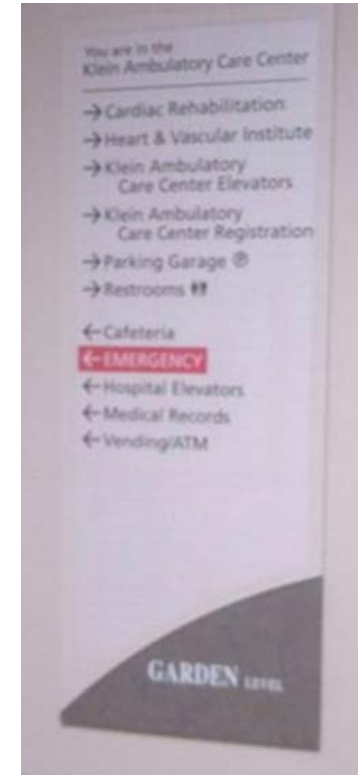 You are in the
Klein Ambulatory Care Center
→ Cardiac Rehabilitation
→ Heart & Vascular Institute
→ Klein Ambulatory
Care Center Elevators
→ Klein Ambulatory
Care Center Registration
→ Parking Garage Ⓟ
→ Restrooms
← Cafeteria
← EMERGENCY
← Hospital Elevators
← Medical Records
← Vending/ATM
GARDEN LEVEL